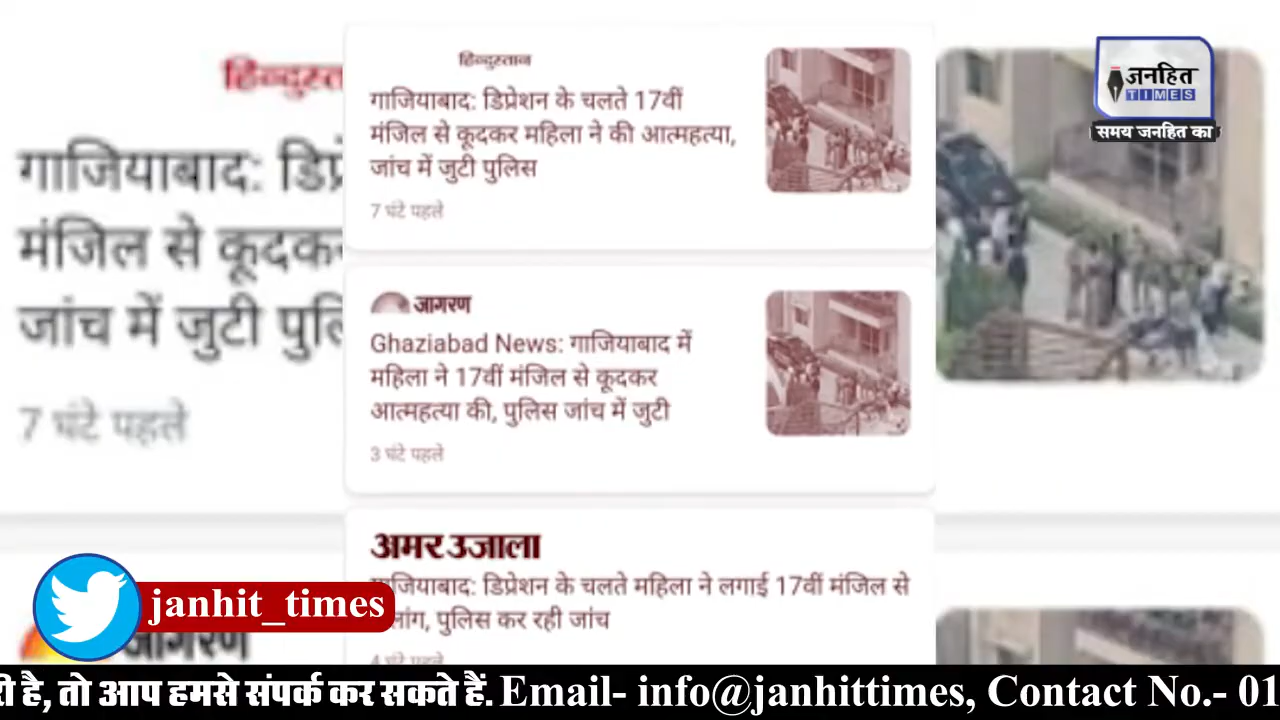 हिन्दुस्तान
गाजियाबाद: डिप्रेशन के चलते 17वीं
मंजिल से कूदकर महिला ने की आत्महत्या,
जांच में जुटी पुलिस
7 घंटे पहले
जागरण
Ghaziabad News: गाजियाबाद में
महिला ने 17वीं मंजिल से कूदकर
आत्महत्या की, पुलिस जांच में जुटी
3 घंटे पहले
अमर उजाला
गाजियाबाद: डिप्रेशन के चलते महिला ने लगाई 17वीं मंजिल से
पुलिस कर रही जांच
गाजियाबाद:
मंजिल से
जांच में जुटी
7 घंटे पहले
जागरण
जनहित
TIMES
समय जनहित का
janhit_times
है, तो आप हमसे संपर्क कर सकते हैं. Email- info@janhittimes, Contact No.- 01